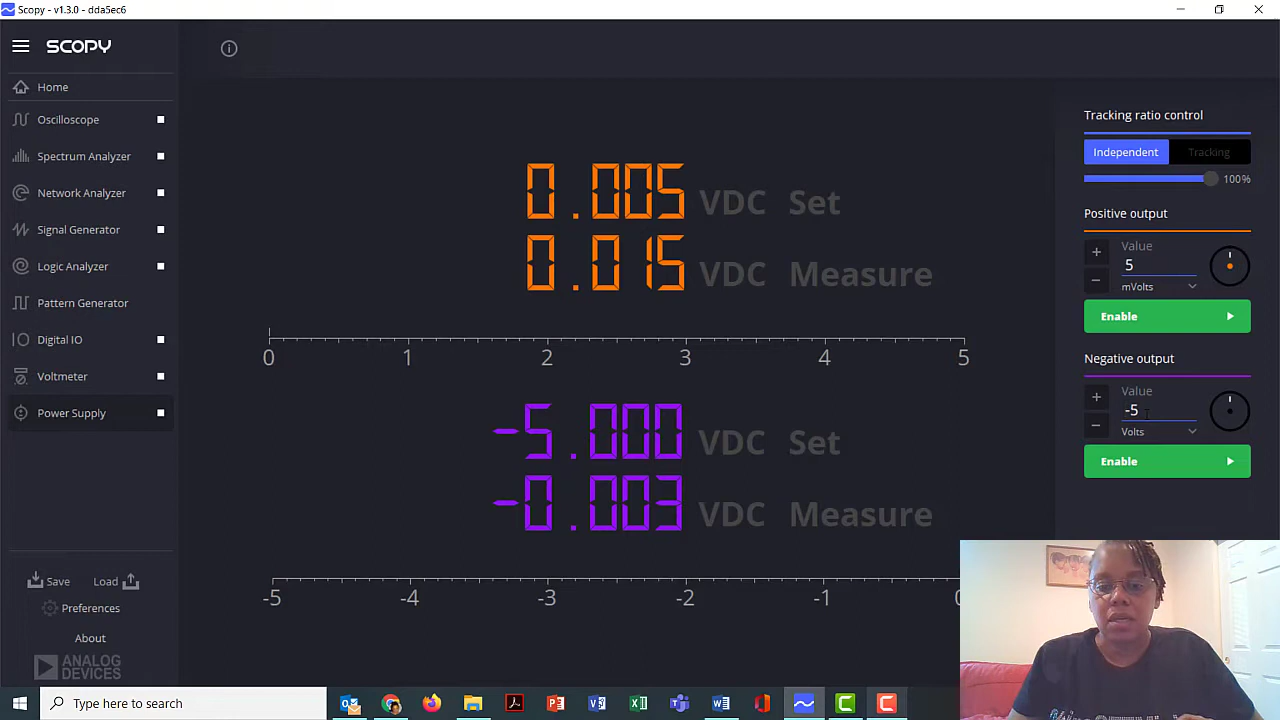 Scopy - v1.3.0 - dda5ec6
SCOPY
Home
Oscilloscope
Spectrum Analyzer
Network Analyzer
Signal Generator
Logic Analyzer
Pattern Generator
Digital IO
Voltmeter
Power Supply
Save
Load
Preferences
About
ANALOG
DEVICES
0.005 VDC Set
0.015 VDC Measure
0 1 2 3 4 5
-5.000 VDC Set
-0.003 VDC Measure
-5 -4 -3 -2 -1
Tracking ratio control
Independent Tracking
100%
Positive output
+ Value
5
-
mVolts
Enable
Negative output
+ Value
-5
-
Volts
Enable
Type here to search